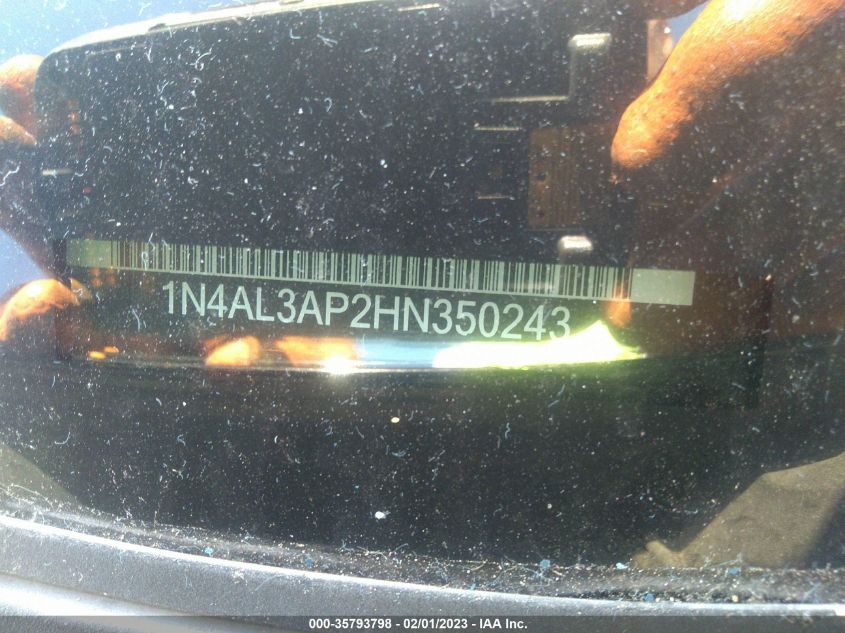 1N4AL3AP2HN350243
000-35793798 - 02/01/2023 - IAA Inc.